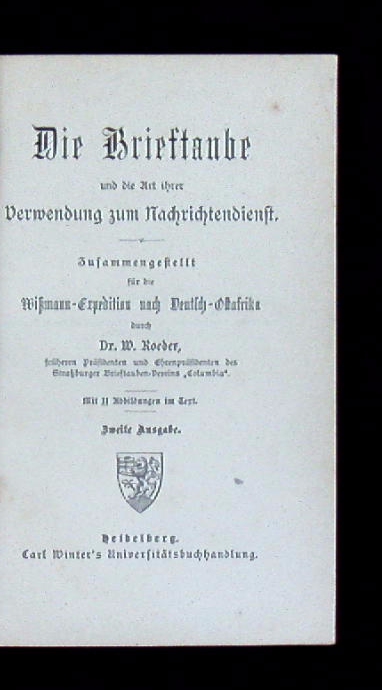 Die Brieftaube
und die Art ihrer
Verwendung zum Nachrichtendienst.
Zusammengestellt
für die
Wißmann-Expedition nach Deutsch-Ostafrika
durch
Dr. W. Roeder,
früheren Präsidenten und Ehrenpräsidenten des
Straßburger Brieftauben-Vereins „Columbia“.
Mit 11 Abbildungen im Text.
Zweite Ausgabe.
Heidelberg.
Carl Winter's Universitätsbuchhandlung.